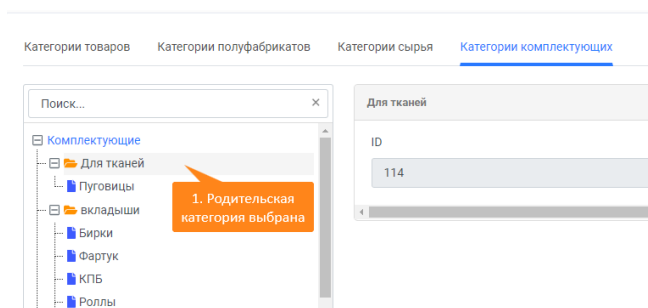 Категории товаров Категории полуфабрикатов Категории сырья Категории комплектующих
Поиск... ×
Для тканей
Комплектующие
ID
Для тканей
114
Пуговицы
1. Родительская
категория выбрана
вкладыши
Бирки
Фартук
КПБ
Роллы